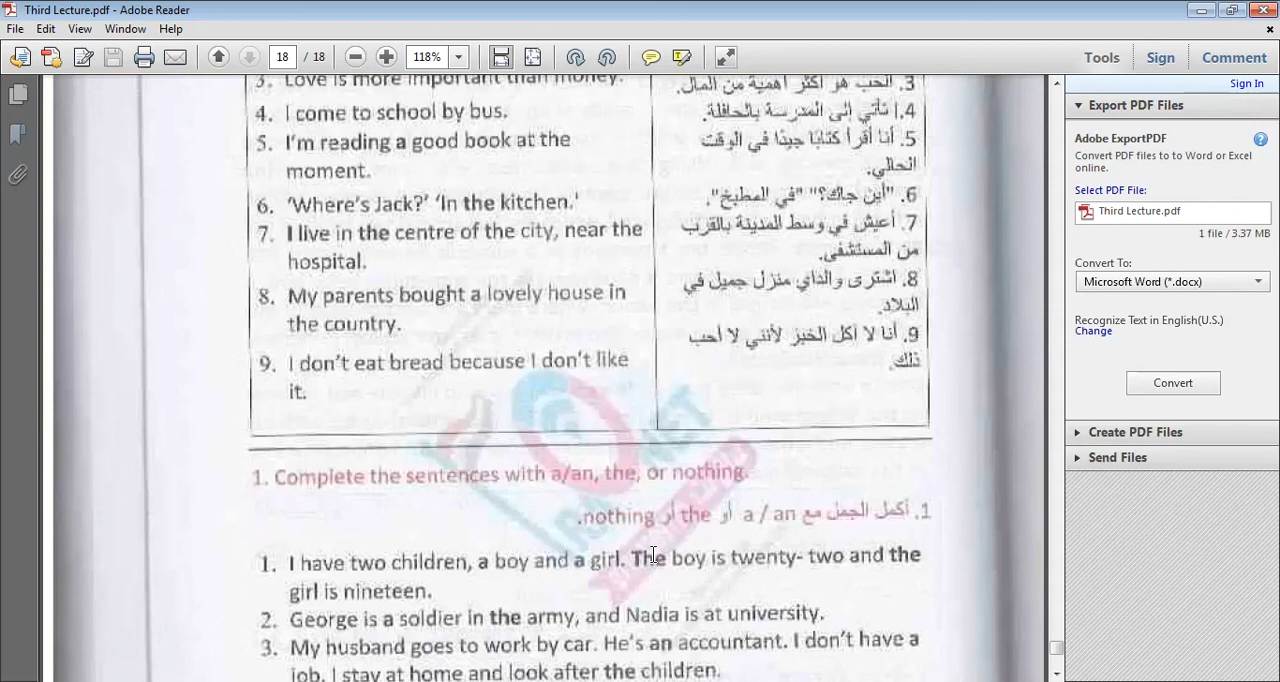 Third Lecture.pdf - Adobe Reader
File Edit View Window Help
18 / 18 118% Tools Sign Comment
Sign In
Export PDF Files
Adobe ExportPDF
Convert PDF files to to Word or Excel
online.
Select PDF File:
Third Lecture.pdf
1 file / 3.37 MB
Convert To:
Microsoft Word (*.docx)
Recognize Text in English(U.S.)
Change
Convert
Create PDF Files
Send Files
3. Love is more important than money.
4. I come to school by bus.
5. I'm reading a good book at the
moment.
6. ‘Where's Jack?’ ‘In the kitchen.'
7. I live in the centre of the city, near the
hospital.
8. My parents bought a lovely house in
the country.
9. I don't eat bread because I don't like
it.
3. الحب هو أكثر أهمية من المال.
4. أ تأتي إلى المدرسة بالحافلة.
5. أنا أقرأ كتابًا جيدًا في الوقت
الحالي.
6. "أين جاك؟" "في المطبخ".
7. أعيش في وسط المدينة بالقرب
من المستشفى.
8. اشترى والداي منزل جميل في
البلاد.
9. أنا لا أكل الخبز لأنني لا أحب
ذلك.
1. Complete the sentences with a/an, the, or nothing.
1. أكمل الجمل مع a / an أو the أو nothing.
1. I have two children, a boy and a girl. The boy is twenty- two and the
girl is nineteen.
2. George is a soldier in the army, and Nadia is at university.
3. My husband goes to work by car. He's an accountant. I don't have a
job. I stay at home and look after the children.